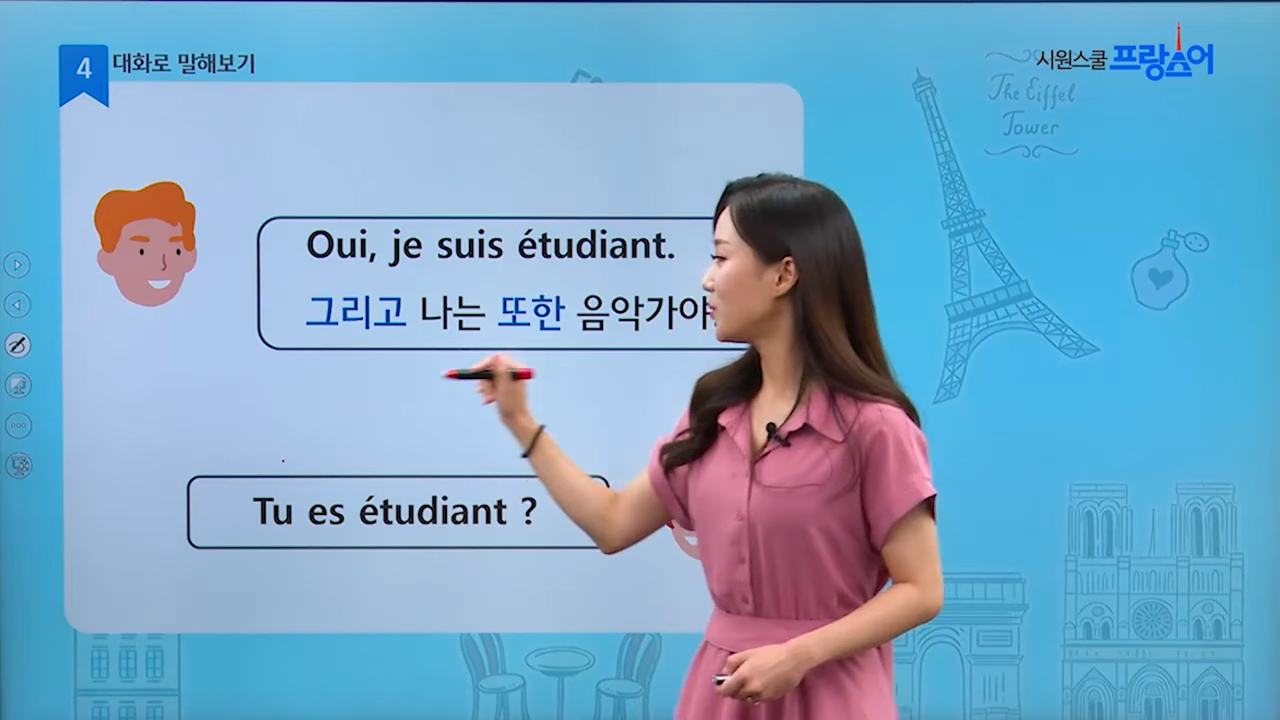 4 대화로 말해보기
시원스쿨 프랑스어
The Eiffel
Tower
Oui, je suis étudiant.
그리고 나는 또한 음악가야
Tu es étudiant ?